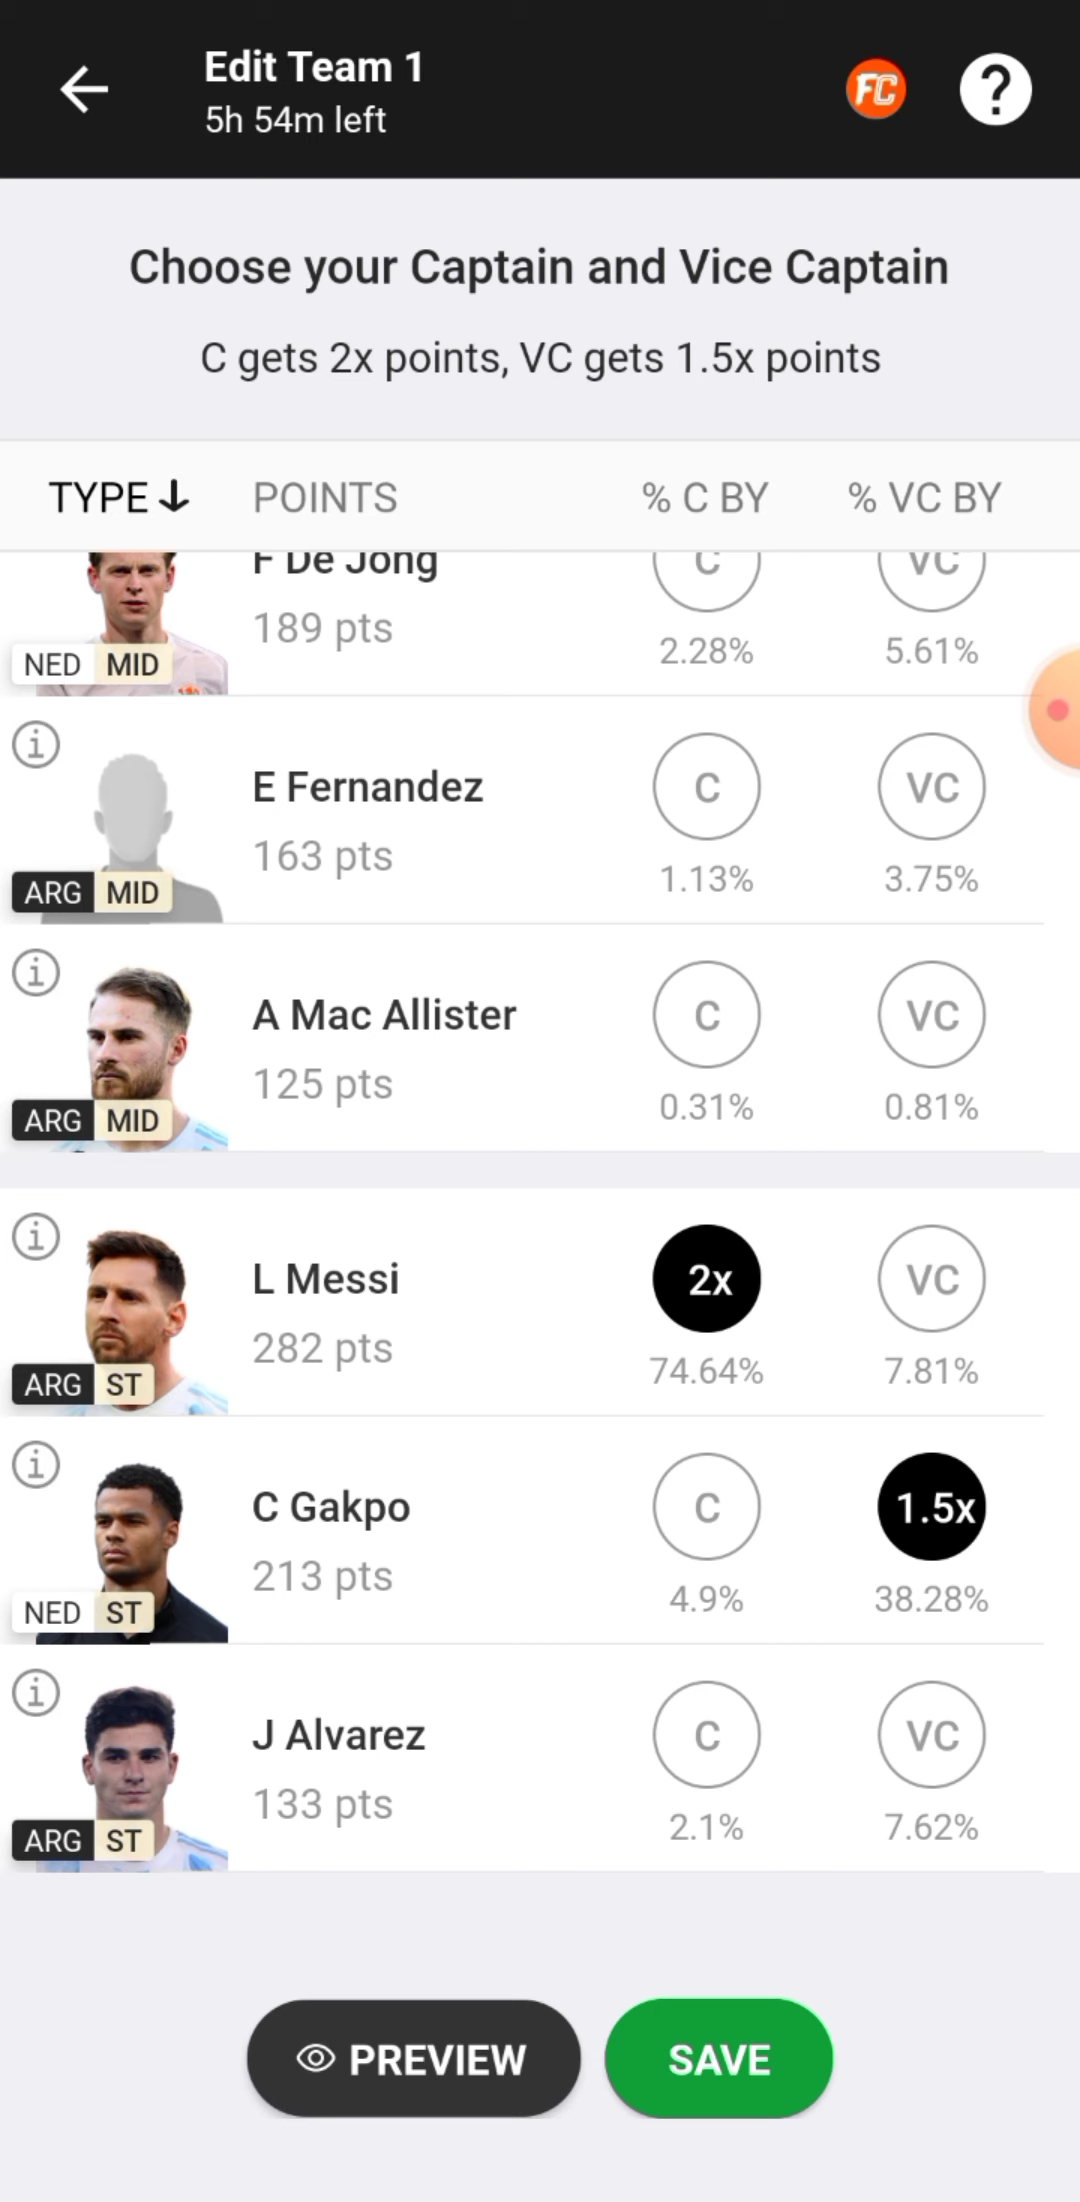 Edit Team 1
5h 54m left
FC
?
Choose your Captain and Vice Captain
C gets 2x points, VC gets 1.5x points
TYPE POINTS % C BY % VC BY
F De Jong C VC
189 pts 2.28% 5.61%
NED MID
i
E Fernandez C VC
163 pts 1.13% 3.75%
ARG MID
i
A Mac Allister C VC
125 pts 0.31% 0.81%
ARG MID
i
L Messi 2x VC
282 pts 74.64% 7.81%
ARG ST
i
C Gakpo C 1.5x
213 pts 4.9% 38.28%
NED ST
i
J Alvarez C VC
133 pts 2.1% 7.62%
ARG ST
PREVIEW SAVE